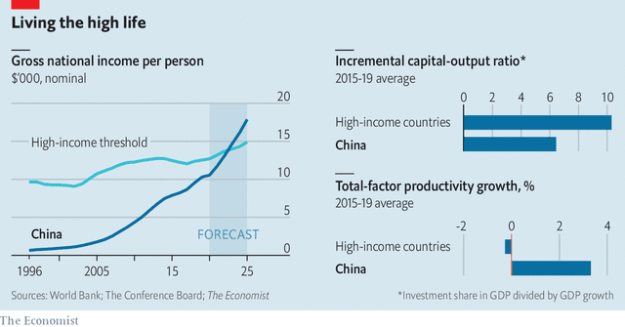 Living the high life
Gross national income per person
$'000, nominal
20
15
10
5
0
High-income threshold
China
FORECAST
1996
2005
15
25
Incremental capital-output ratio*
2015-19 average
0 2 4 6 8 10
High-income countries
China
Total-factor productivity growth, %
2015-19 average
-2 0 2 4
High-income countries
China
Sources: World Bank; The Conference Board; The Economist
*Investment share in GDP divided by GDP growth
The Economist